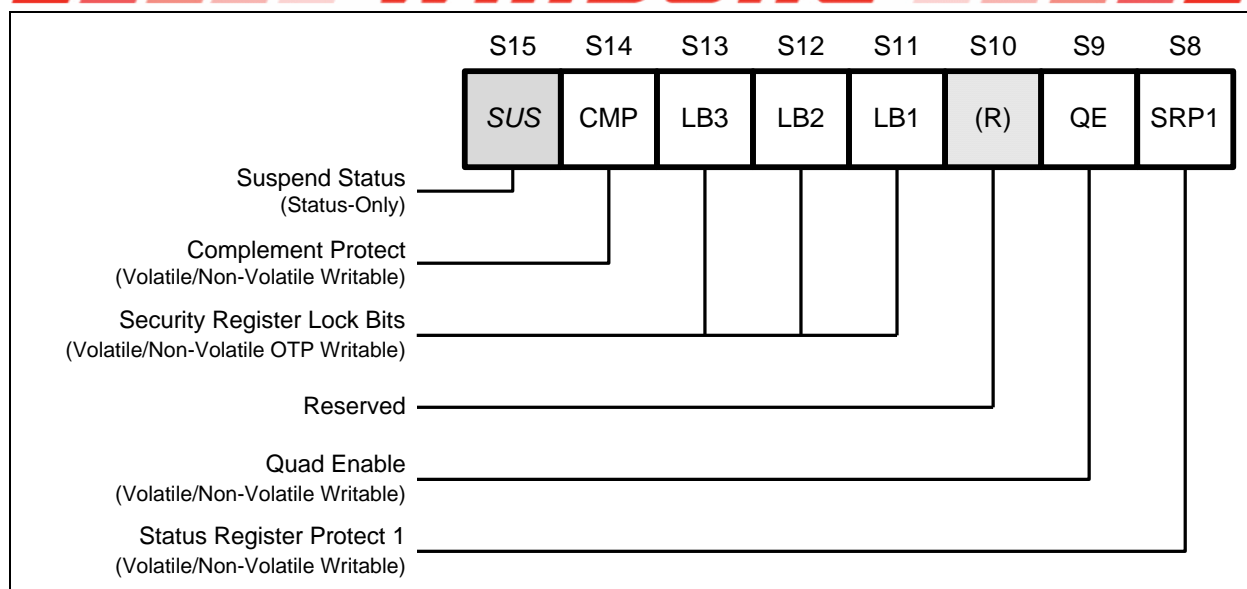 S15 S14 S13 S12 S11 S10 S9 S8
SUS CMP LB3 LB2 LB1 (R) QE SRP1
Suspend Status
(Status-Only)
Complement Protect
(Volatile/Non-Volatile Writable)
Security Register Lock Bits
(Volatile/Non-Volatile OTP Writable)
Reserved
Quad Enable
(Volatile/Non-Volatile Writable)
Status Register Protect 1
(Volatile/Non-Volatile Writable)